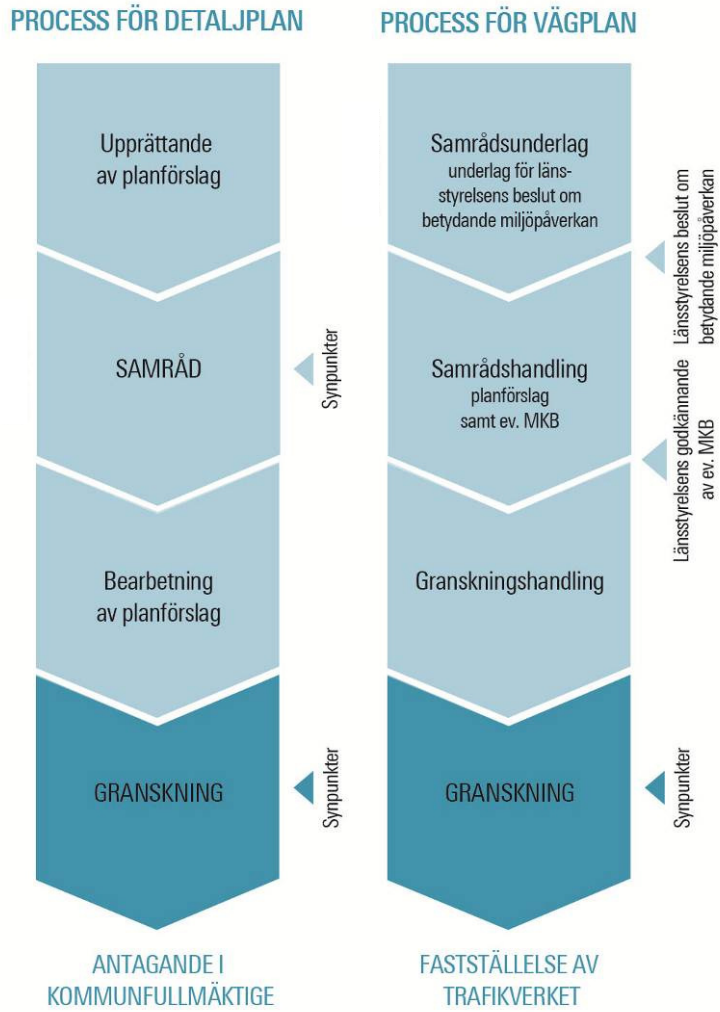 PROCESS FÖR DETALJPLAN
Upprättande
av planförslag
SAMRÅD
Synpunkter
Bearbetning
av planförslag
GRANSKNING
Synpunkter
ANTAGANDE I
KOMMUNFULLMÄKTIGE
PROCESS FÖR VÄGPLAN
Samrådsunderlag
underlag för läns-
styrelsens beslut om
betydande miljöpåverkan
Länsstyrelsens beslut om
betydande miljöpåverkan
Samrådshandling
planförslag
samt ev. MKB
Länsstyrelsens godkännande
av ev. MKB
Granskningshandling
GRANSKNING
Synpunkter
FASTSTÄLLELSE AV
TRAFIKVERKET